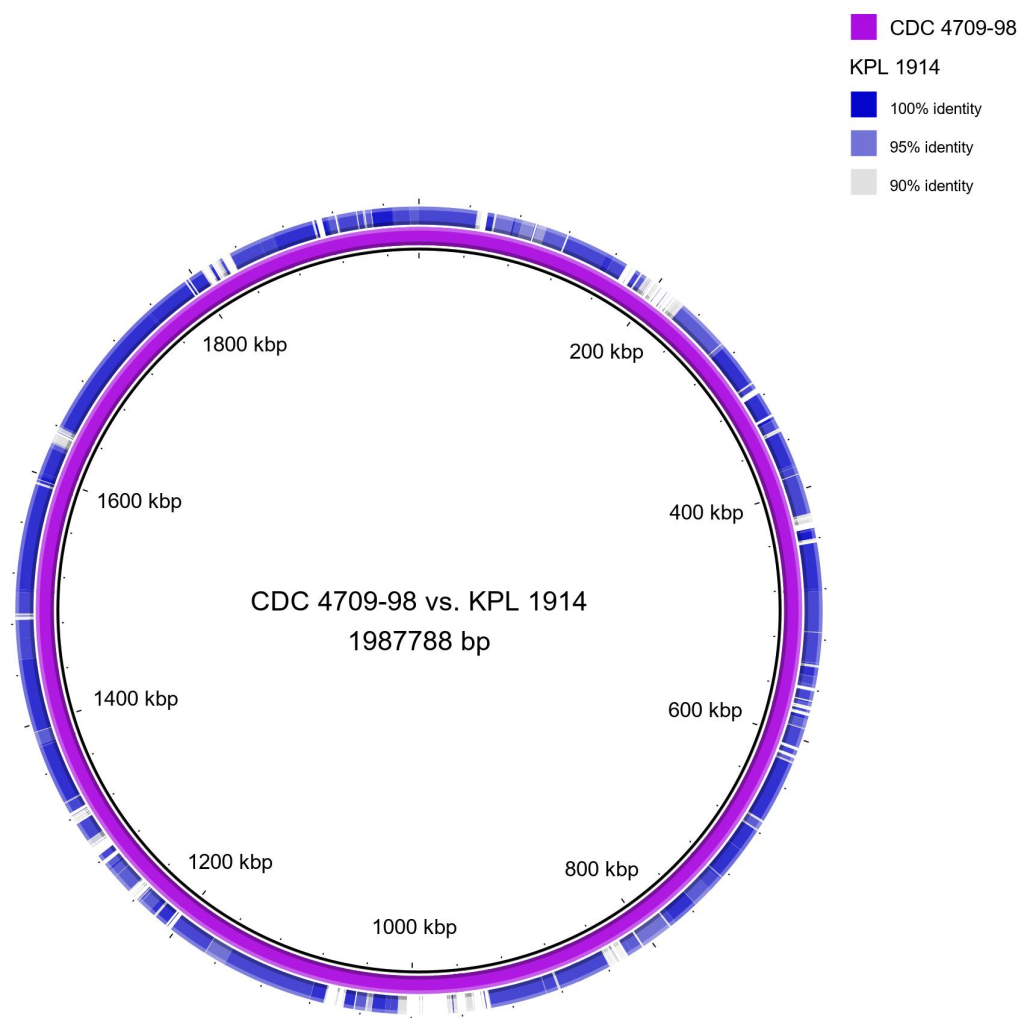 CDC 4709-98
KPL 1914
100% identity
95% identity
90% identity
1800 kbp
200 kbp
1600 kbp
400 kbp
CDC 4709-98 vs. KPL 1914
1987788 bp
1400 kbp
600 kbp
1200 kbp
800 kbp
1000 kbp